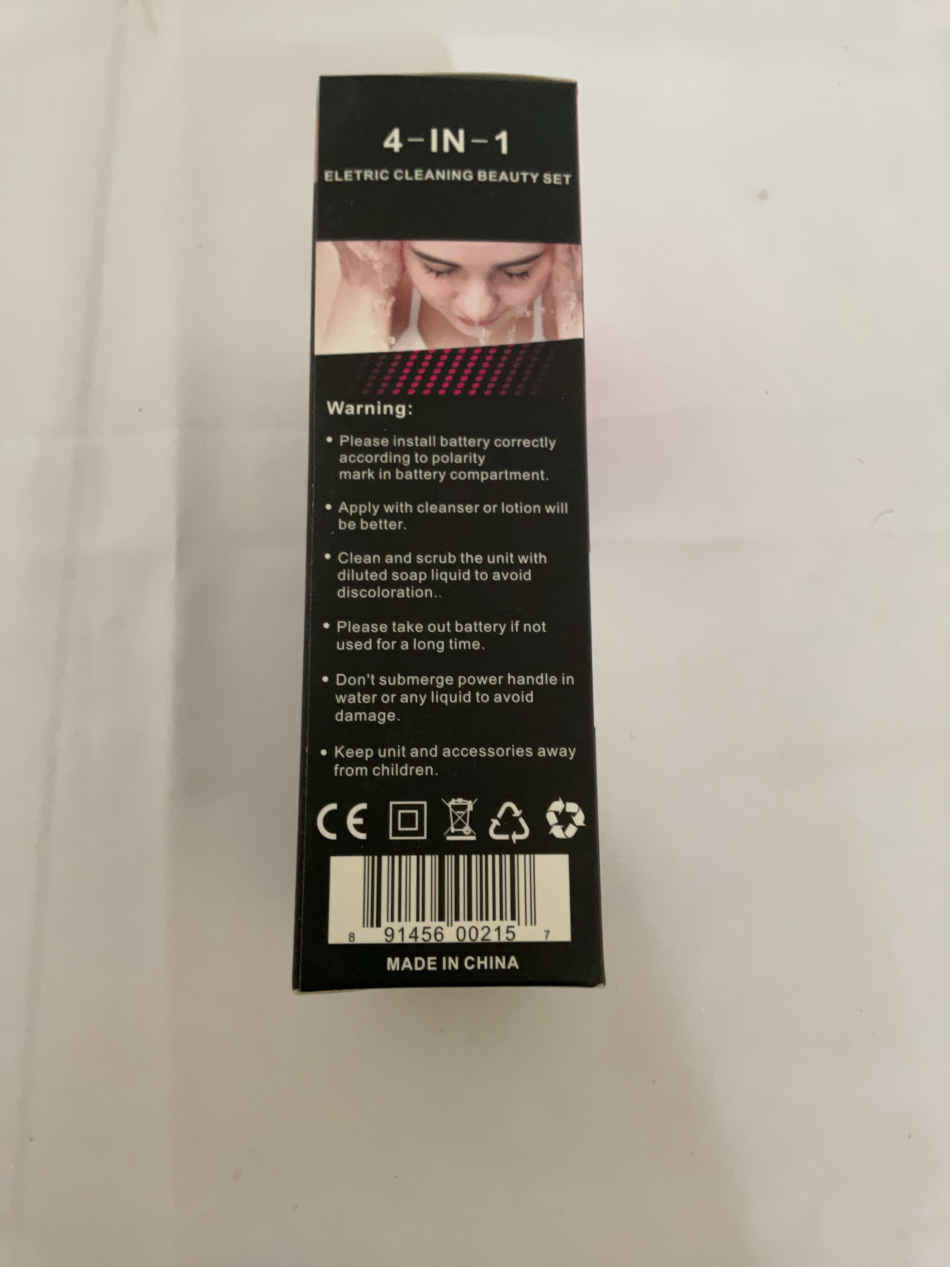 4-IN-1
ELETRIC CLEANING BEAUTY SET
Warning:
• Please install battery correctly
according to polarity
mark in battery compartment.
• Apply with cleanser or lotion will
be better.
• Clean and scrub the unit with
diluted soap liquid to avoid
discoloration..
• Please take out battery if not
used for a long time.
• Don't submerge power handle in
water or any liquid to avoid
damage.
• Keep unit and accessories away
from children.
CE
8 91456 00215 7
MADE IN CHINA